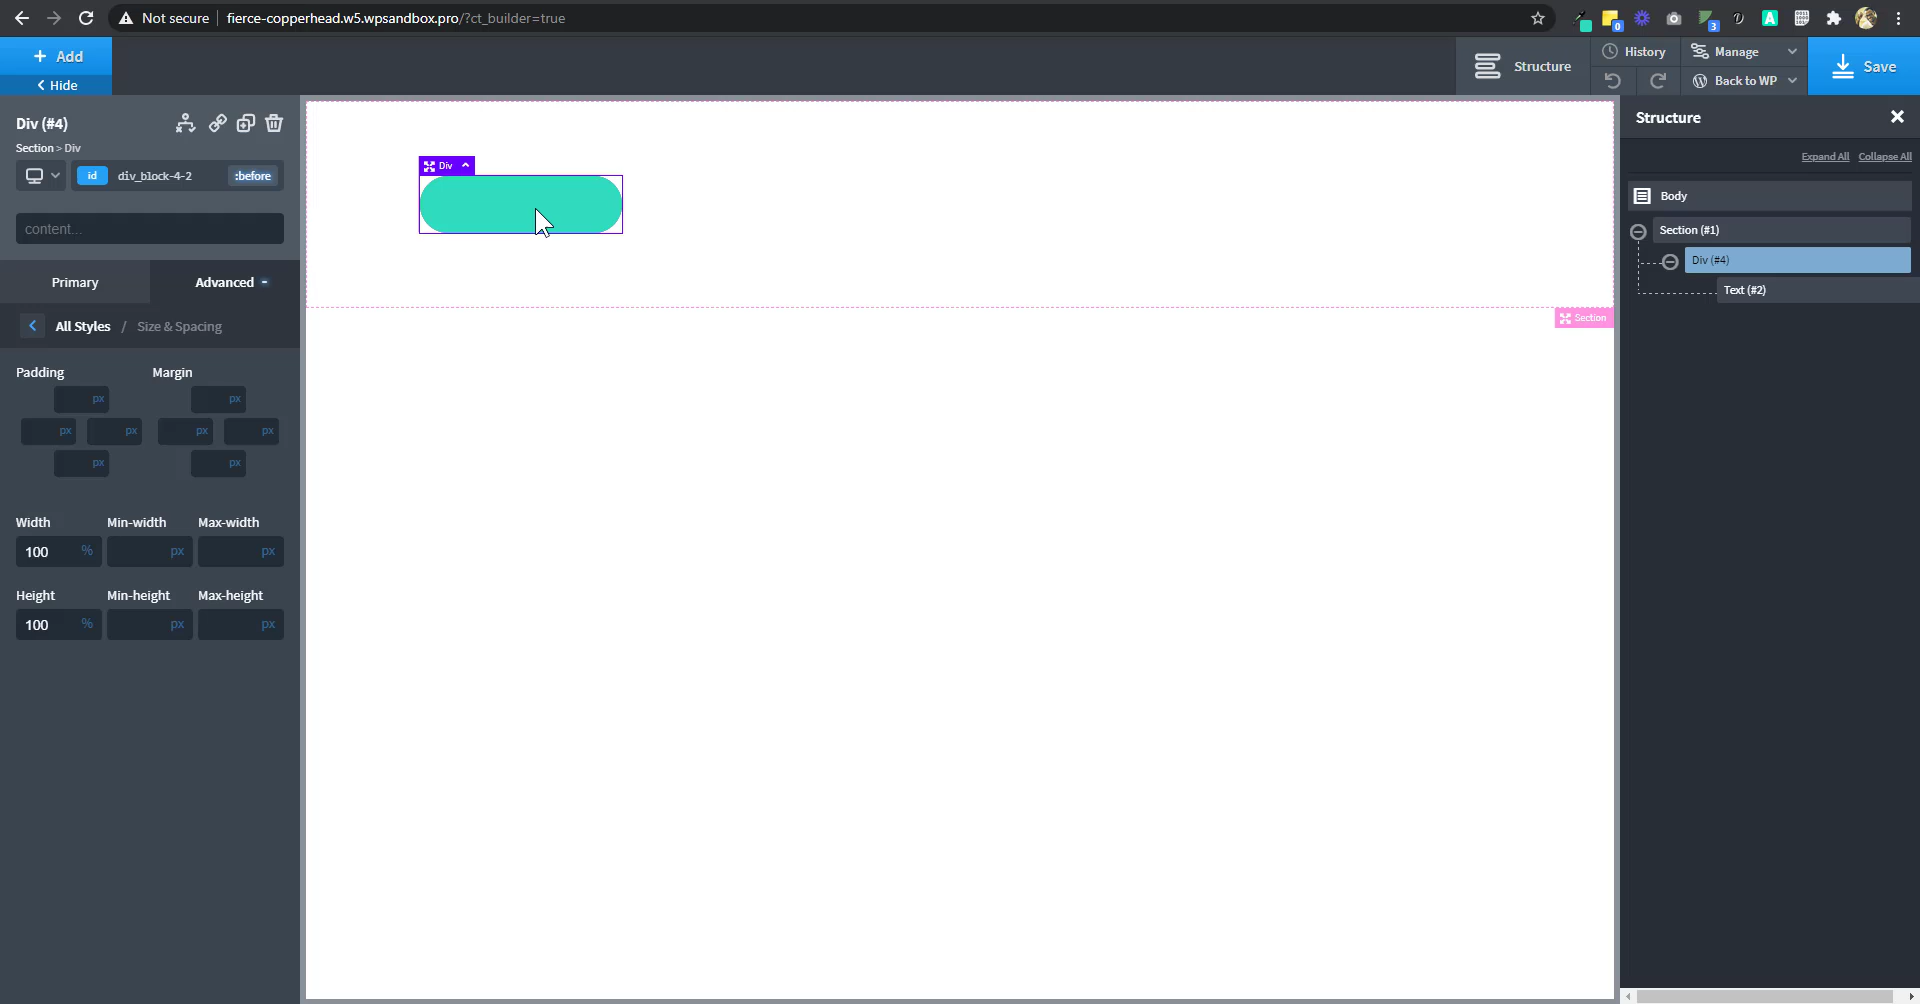 Not secure fierce-copperhead.w5.wpsandbox.pro/?ct_builder=true
0
3
A
+ Add
Hide
Structure
History
Manage
Back to WP
Save
Div (#4)
Section > Div
id div_block-4-2 :before
content...
Primary Advanced
All Styles / Size & Spacing
Padding Margin
px px
px px px px
px px
Width Min-width Max-width
100 % px px
Height Min-height Max-height
100 % px px
Div
Section
Structure
Expand All Collapse All
Body
Section (#1)
Div (#4)
Text (#2)